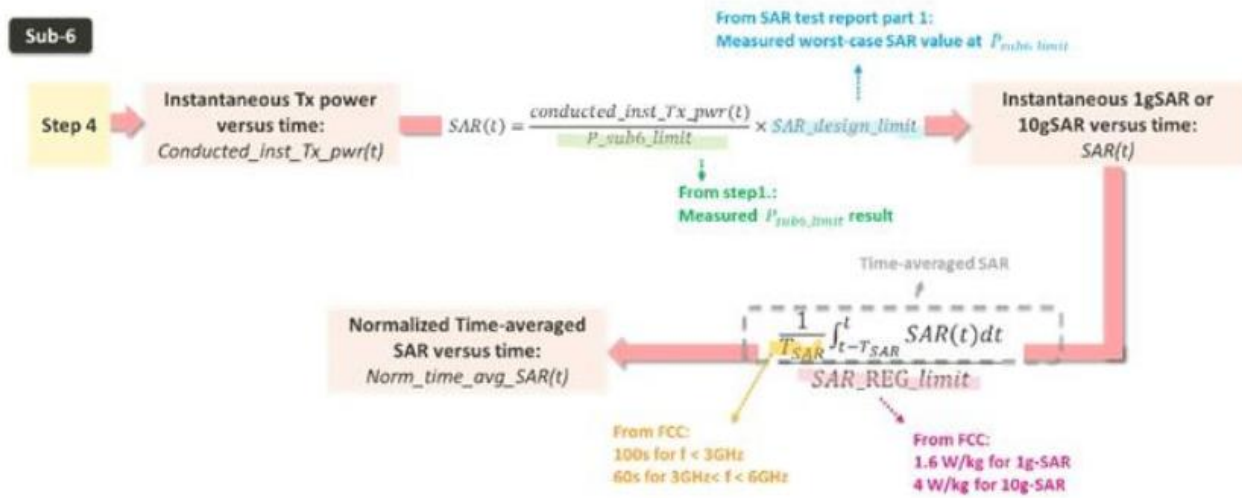 Sub-6
From SAR test report part 1:
Measured worst-case SAR value at P_sub6_limit
Step 4
Instantaneous Tx power
versus time:
Conducted_inst_Tx_pwr(t)
SAR(t) = conducted_inst_Tx_pwr(t) / P_sub6_limit × SAR_design_limit
Instantaneous 1gSAR or
10gSAR versus time:
SAR(t)
From step1.:
Measured P_sub6_limit result
Time-averaged SAR
Normalized Time-averaged
SAR versus time:
Norm_time_avg_SAR(t)
1/T_SAR ∫_{t−T_SAR}^{t} SAR(t)dt
SAR_REG_limit
From FCC:
100s for f < 3GHz
60s for 3GHz< f < 6GHz
From FCC:
1.6 W/kg for 1g-SAR
4 W/kg for 10g-SAR